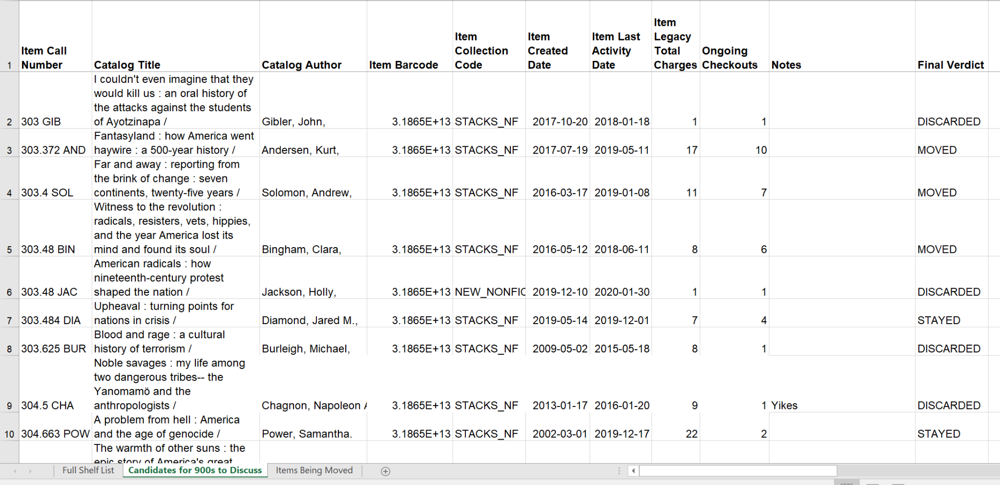 Item Call Number Catalog Title Catalog Author Item Barcode Item Collection Code Item Created Date Item Last Activity Date Item Legacy Total Charges Ongoing Checkouts Notes Final Verdict
1
I couldn't even imagine that they
would kill us : an oral history of
the attacks against the students
2 303 GIB of Ayotzinapa / Gibler, John, 3.1865E+13 STACKS_NF 2017-10-20 2018-01-18 1 1 DISCARDED
Fantasyland : how America went
3 303.372 AND haywire : a 500-year history / Andersen, Kurt, 3.1865E+13 STACKS_NF 2017-07-19 2019-05-11 17 10 MOVED
Far and away : reporting from
the brink of change : seven
4 303.4 SOL continents, twenty-five years / Solomon, Andrew, 3.1865E+13 STACKS_NF 2016-03-17 2019-01-08 11 7 MOVED
Witness to the revolution :
radicals, resisters, vets, hippies,
and the year America lost its
5 303.48 BIN mind and found its soul / Bingham, Clara, 3.1865E+13 STACKS_NF 2016-05-12 2018-06-11 8 6 MOVED
American radicals : how
nineteenth-century protest
6 303.48 JAC shaped the nation / Jackson, Holly, 3.1865E+13 NEW_NONFIC 2019-12-10 2020-01-30 1 1 DISCARDED
Upheaval : turning points for
7 303.484 DIA nations in crisis / Diamond, Jared M., 3.1865E+13 STACKS_NF 2019-05-14 2019-12-01 7 4 STAYED
Blood and rage : a cultural
8 303.625 BUR history of terrorism / Burleigh, Michael, 3.1865E+13 STACKS_NF 2009-05-02 2015-05-18 8 1 DISCARDED
Noble savages : my life among
two dangerous tribes-- the
Yanomamö and the
9 304.5 CHA anthropologists / Chagnon, Napoleon A 3.1865E+13 STACKS_NF 2013-01-17 2016-01-20 9 1 Yikes DISCARDED
A problem from hell : America
10 304.663 POW and the age of genocide / Power, Samantha. 3.1865E+13 STACKS_NF 2002-03-01 2019-12-17 22 2 STAYED
The warmth of other suns : the
epic story of America's great
Full Shelf List Candidates for 900s to Discuss Items Being Moved